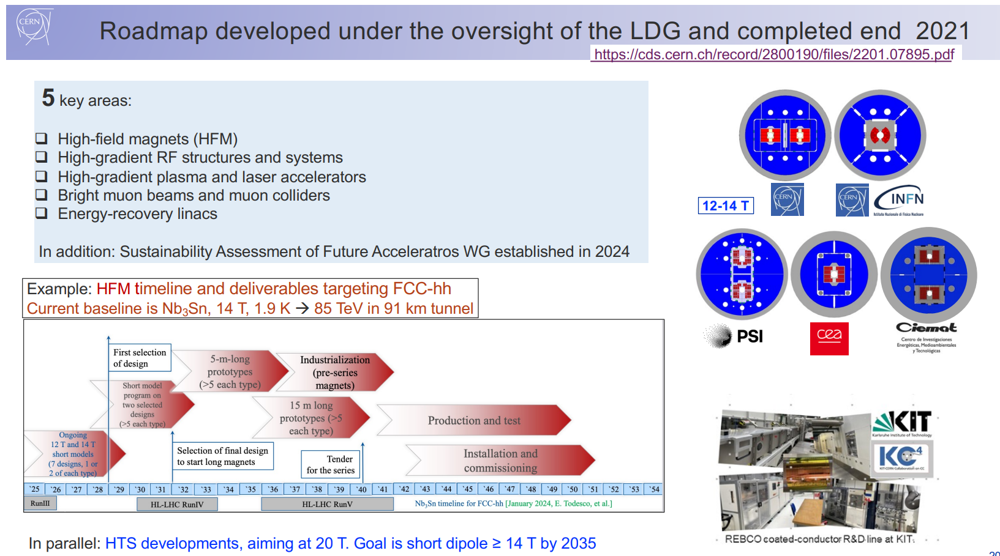 CERN
Roadmap developed under the oversight of the LDG and completed end 2021
https://cds.cern.ch/record/2800190/files/2201.07895.pdf
5 key areas:
High-field magnets (HFM)
High-gradient RF structures and systems
High-gradient plasma and laser accelerators
Bright muon beams and muon colliders
Energy-recovery linacs
In addition: Sustainability Assessment of Future Acceleratros WG established in 2024
12-14 T
CERN
CERN
INFN
Istituto Nazionale di Fisica Nucleare
PSI
cea
Ciemat
Centro de Investigaciones
Energéticas, Medioambientales
y Tecnológicas
Example: HFM timeline and deliverables targeting FCC-hh
Current baseline is Nb₃Sn, 14 T, 1.9 K → 85 TeV in 91 km tunnel
First selection
of design
5-m-long
prototypes
(>5 each type)
Industrialization
(pre-series
magnets)
Short model
program on
two selected
designs
(>5 each type)
15 m long
prototypes (>5
each type)
Production and test
Ongoing
12 T and 14 T
short models
(7 designs, 1 or
2 of each type)
Selection of final design
to start long magnets
Tender
for the series
Installation and
commissioning
`25 `26 `27 `28 `29 `30 `31 `32 `33 `34 `35 `36 `37 `38 `39 `40 `41 `42 `43 `44 `45 `46 `47 `48 `49 `50 `51 `52 `53 `54
RunIII
HL-LHC RunIV
HL-LHC RunV
Nb₃Sn timeline for FCC-hh [January 2024, E. Todesco, et al.]
KIT
Karlsruhe Institute of Technology
KC4
KIT-CERN Collaboration on CC
REBCO coated-conductor R&D line at KIT.
In parallel: HTS developments, aiming at 20 T. Goal is short dipole ≥ 14 T by 2035
20